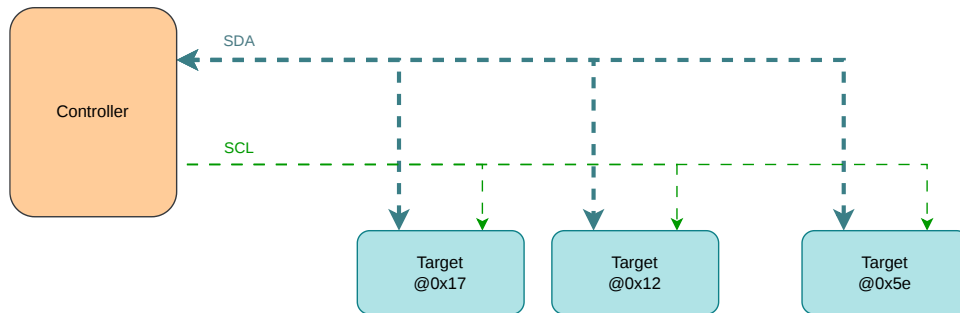 SDA
Controller
SCL
Target
@0x17
Target
@0x12
Target
@0x5e